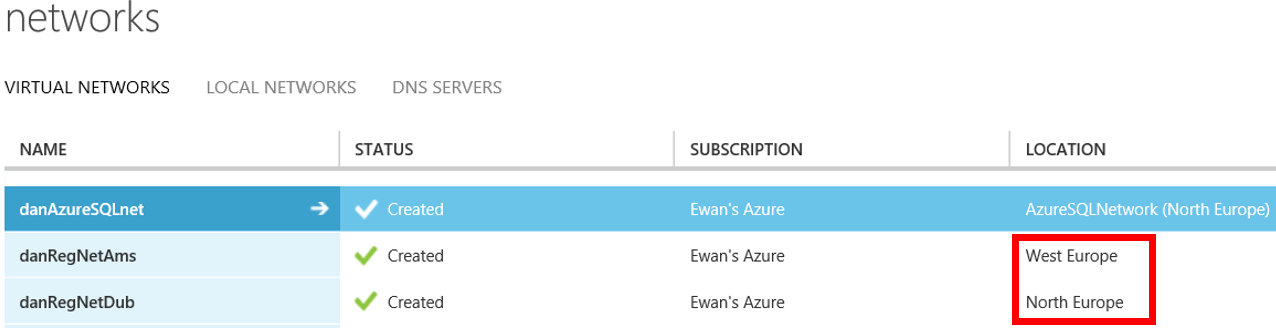 networks
VIRTUAL NETWORKS LOCAL NETWORKS DNS SERVERS
NAME STATUS SUBSCRIPTION LOCATION
danAzureSQLnet Created Ewan's Azure AzureSQLNetwork (North Europe)
danRegNetAms Created Ewan's Azure West Europe
danRegNetDub Created Ewan's Azure North Europe